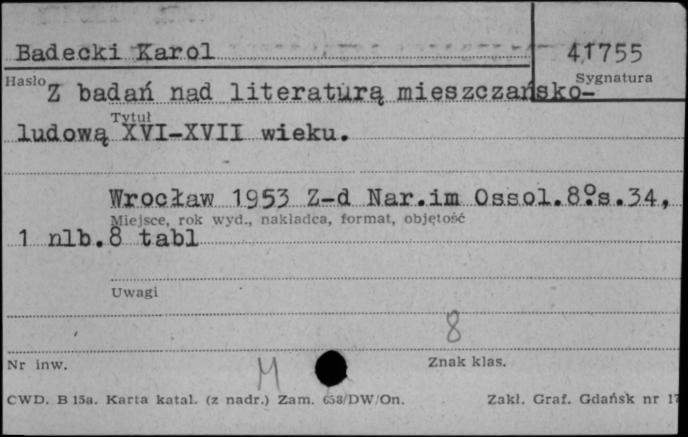 Badecki Karol 41755
Hasło Sygnatura
Z badań nad literaturą mieszczańsko-
Tytuł
ludową XVI-XVII wieku.
Wrocław 1953 Z-d Nar.im Ossol.8°s.34,
Miejsce, rok wyd., nakładca, format, objętość
1 nlb.8 tabl
Uwagi
8
Nr inw. Znak klas.
M
CWD. B 15a. Karta katal. (z nadr.) Zam. 658/DW/On. Zakł. Graf. Gdańsk nr